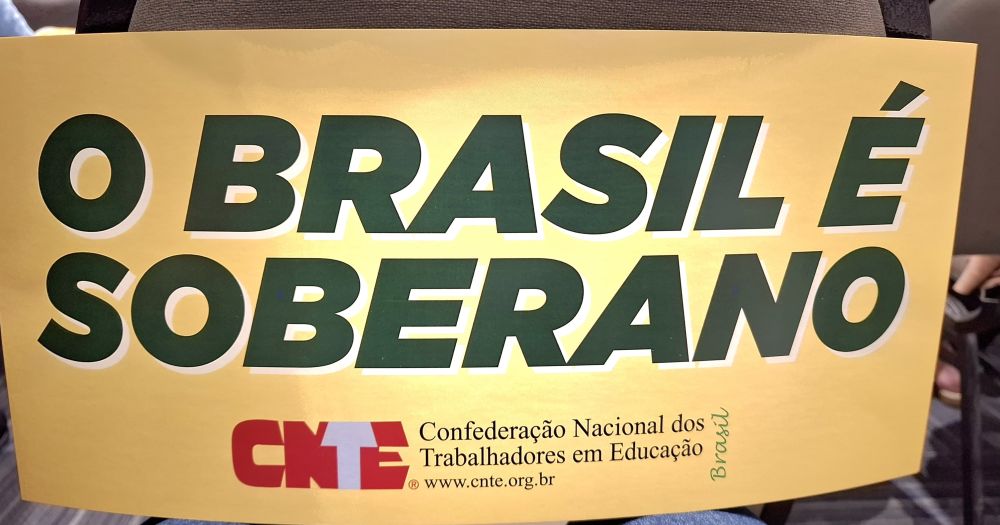 O BRASIL É
SOBERANO
CNTE®
Confederação Nacional dos
Trabalhadores em Educação
www.cnte.org.br
Brasil